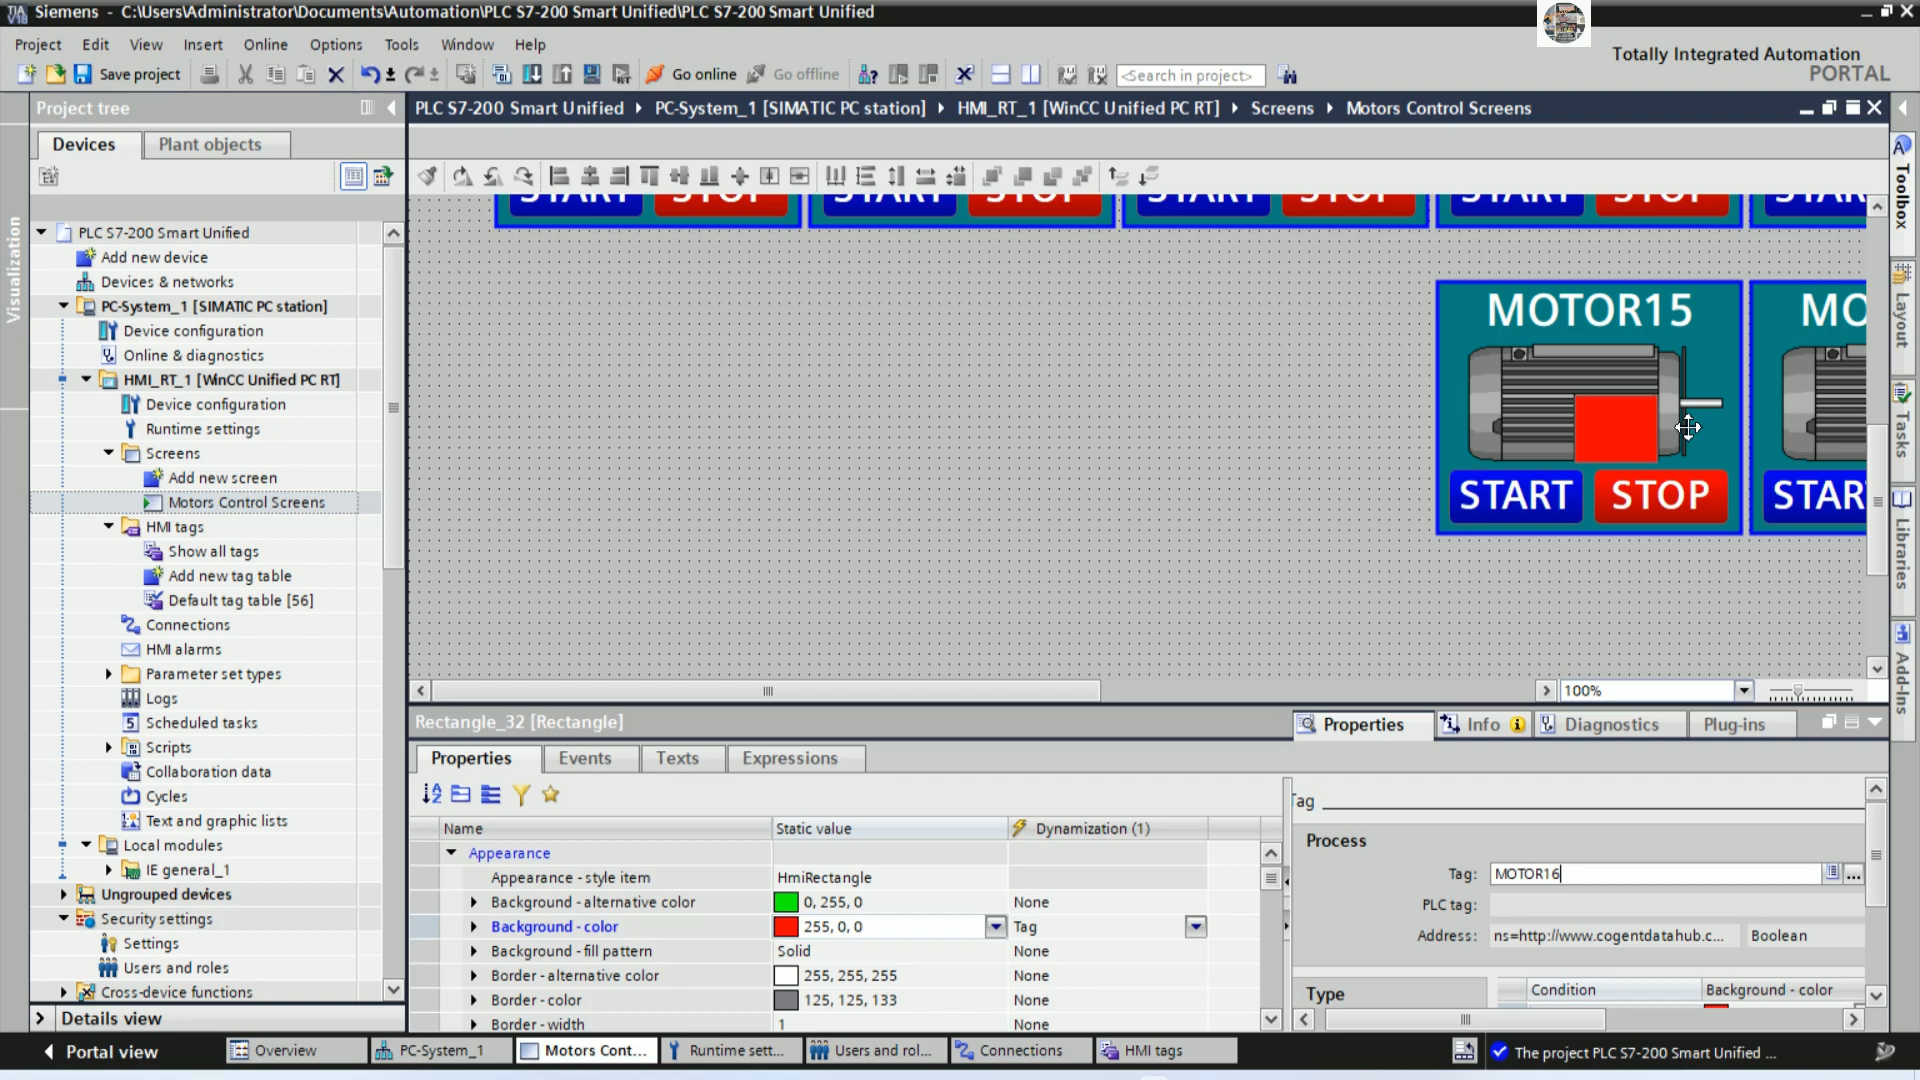 Siemens - C:\Users\Administrator\Documents\Automation\PLC S7-200 Smart Unified\PLC S7-200 Smart Unified
Project Edit View Insert Online Options Tools Window Help
Totally Integrated Automation
PORTAL
Save project
Go online
Go offline
<Search in project>
Project tree
PLC S7-200 Smart Unified
PC-System_1 [SIMATIC PC station]
HMI_RT_1 [WinCC Unified PC RT]
Screens
Motors Control Screens
Devices
Plant objects
Visualization
PLC S7-200 Smart Unified
Add new device
Devices & networks
PC-System_1 [SIMATIC PC station]
Device configuration
Online & diagnostics
HMI_RT_1 [WinCC Unified PC RT]
Device configuration
Runtime settings
Screens
Add new screen
Motors Control Screens
HMI tags
Show all tags
Add new tag table
Default tag table [56]
Connections
HMI alarms
Parameter set types
Logs
Scheduled tasks
Scripts
Collaboration data
Cycles
Text and graphic lists
Local modules
IE general_1
Ungrouped devices
Security settings
Settings
Users and roles
Cross-device functions
Details view
START STOP START STOP START STOP START STOP STAR
MOTOR15
MO
START STOP
STAR
100%
Toolbox
Layout
Tasks
Libraries
Add-Ins
Rectangle_32 [Rectangle]
Properties
Info
Diagnostics
Plug-ins
Properties
Events
Texts
Expressions
Name Static value Dynamization (1)
Appearance
Appearance - style item HmiRectangle
Background - alternative color 0, 255, 0 None
Background - color 255, 0, 0 Tag
Background - fill pattern Solid None
Border - alternative color 255, 255, 255 None
Border - color 125, 125, 133 None
Border - width 1 None
Tag
Process
Tag: MOTOR16
PLC tag:
Address: ns=http://www.cogentdatahub.c... Boolean
Type
Condition Background - color
Portal view
Overview
PC-System_1
Motors Cont...
Runtime sett...
Users and rol...
Connections
HMI tags
The project PLC S7-200 Smart Unified ...